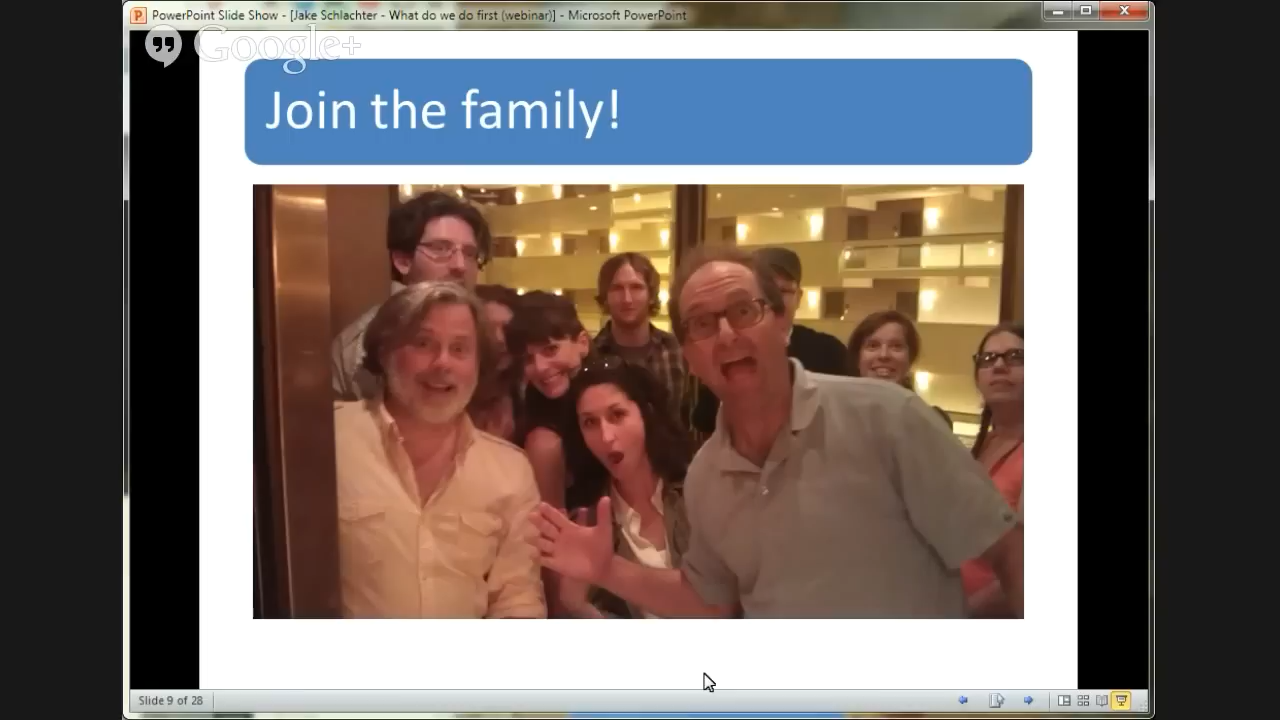 PowerPoint Slide Show - [Jake Schlachter - What do we do first (webinar)] - Microsoft PowerPoint
Google+
Join the family!
Slide 9 of 28